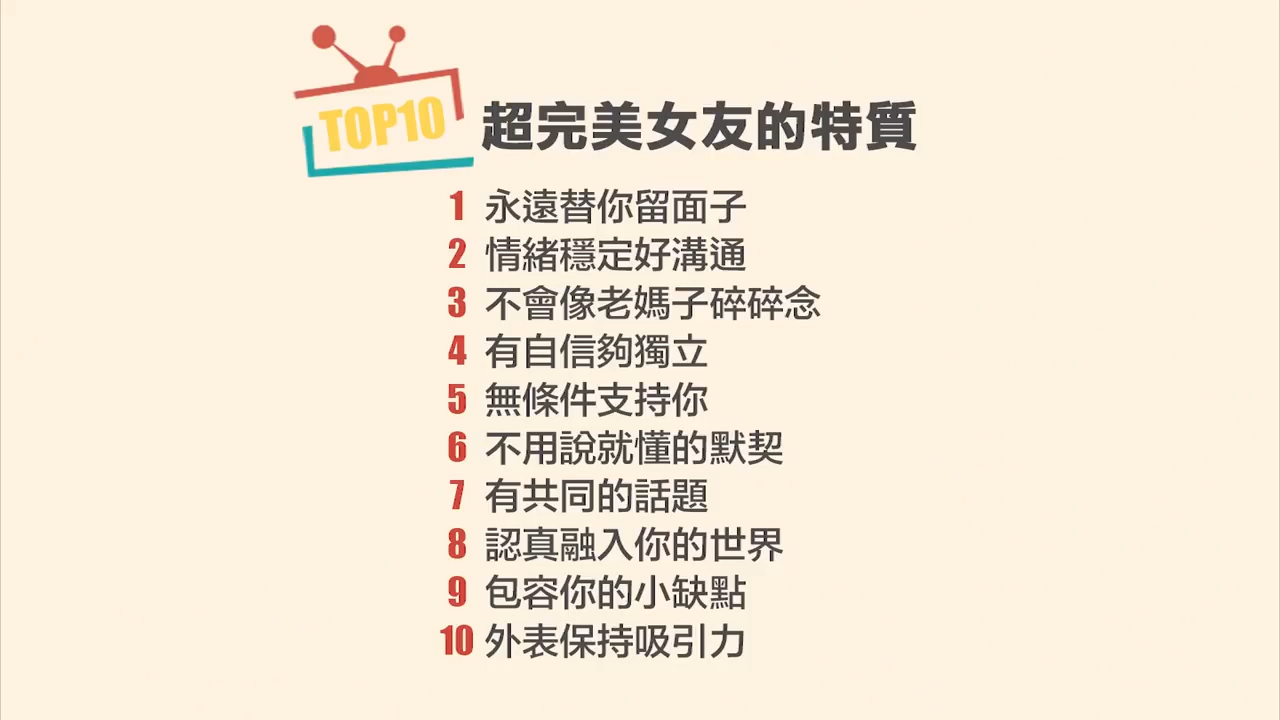 TOP10
超完美女友的特質
1 永遠替你留面子
2 情緒穩定好溝通
3 不會像老媽子碎碎念
4 有自信夠獨立
5 無條件支持你
6 不用說就懂的默契
7 有共同的話題
8 認真融入你的世界
9 包容你的小缺點
10 外表保持吸引力